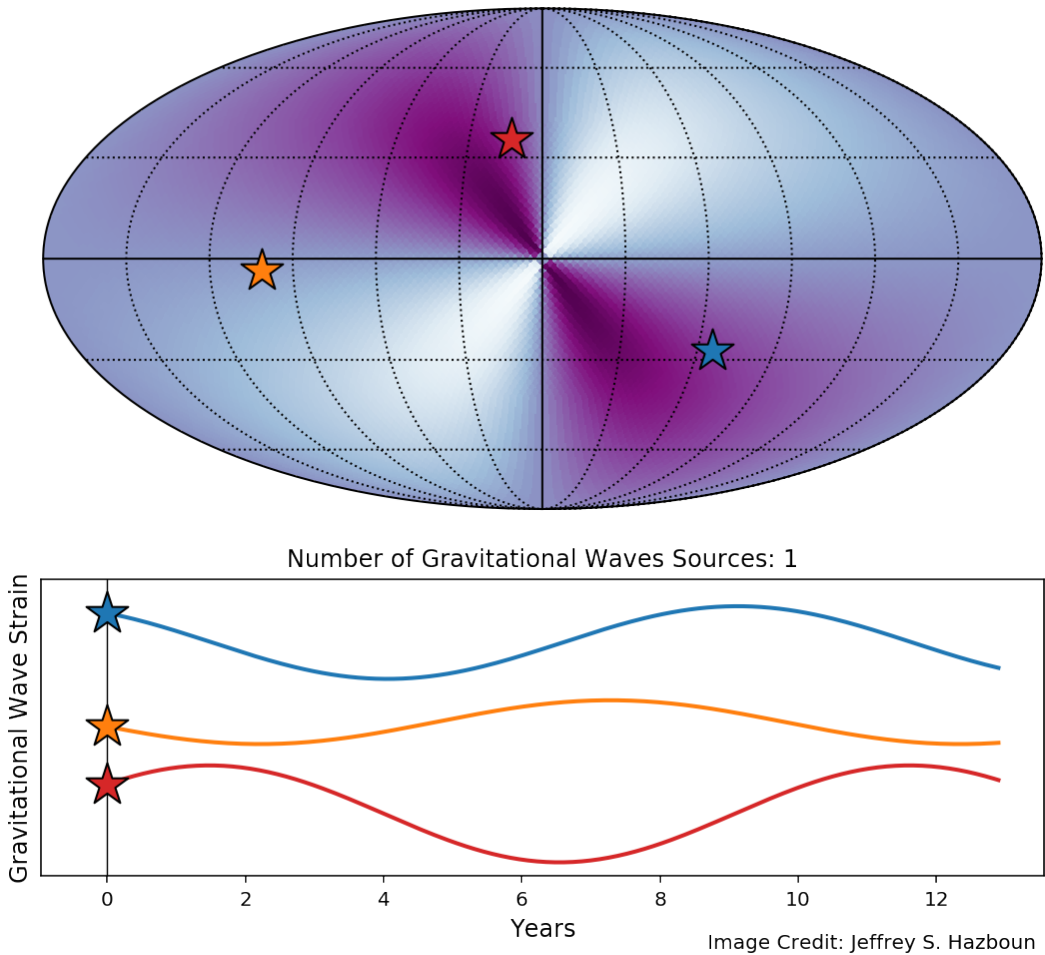 Number of Gravitational Waves Sources: 1
Gravitational Wave Strain
0 2 4 6 8 10 12
Years
Image Credit: Jeffrey S. Hazboun